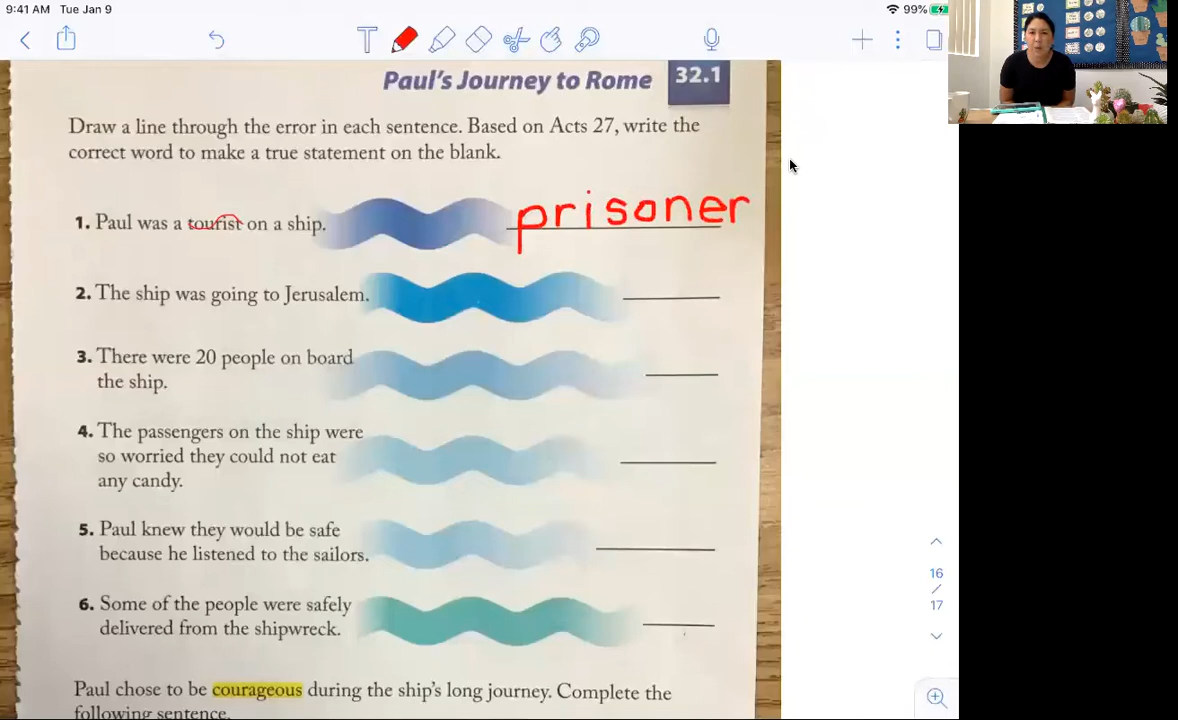 9:41 AM Tue Jan 9
99%
Paul's Journey to Rome 32.1
Draw a line through the error in each sentence. Based on Acts 27, write the
correct word to make a true statement on the blank.
1. Paul was a tourist on a ship. prisoner
2. The ship was going to Jerusalem.
3. There were 20 people on board
the ship.
4. The passengers on the ship were
so worried they could not eat
any candy.
5. Paul knew they would be safe
because he listened to the sailors.
6. Some of the people were safely
delivered from the shipwreck.
Paul chose to be courageous during the ship's long journey. Complete the
following sentence.
16
/
17